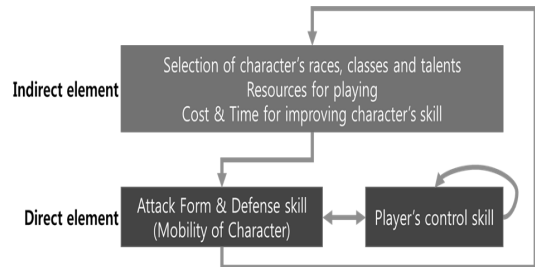 Selection of character's races, classes and talents
Indirect element
Resources for playing
Cost & Time for improving character's skill
Direct element
Attack Form & Defense skill
(Mobility of Character)
Player's control skill